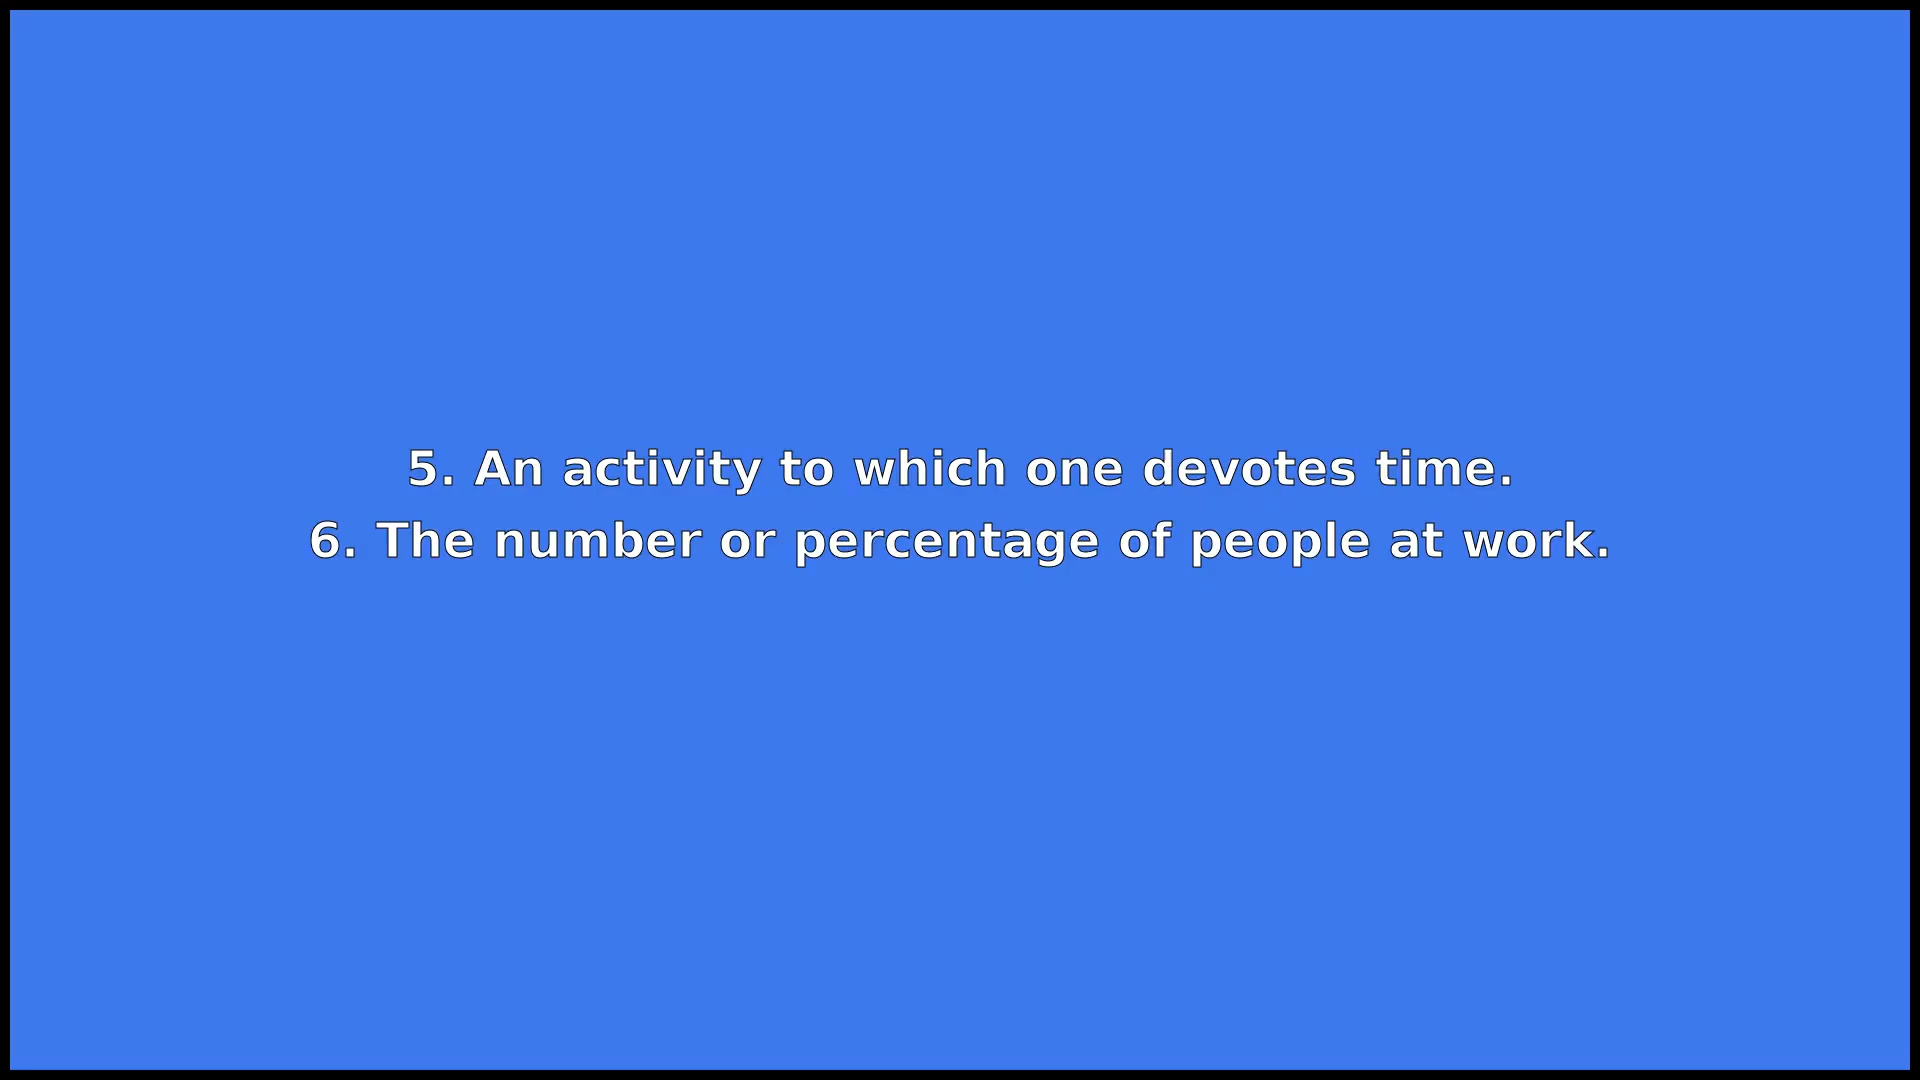 5. An activity to which one devotes time.
6. The number or percentage of people at work.